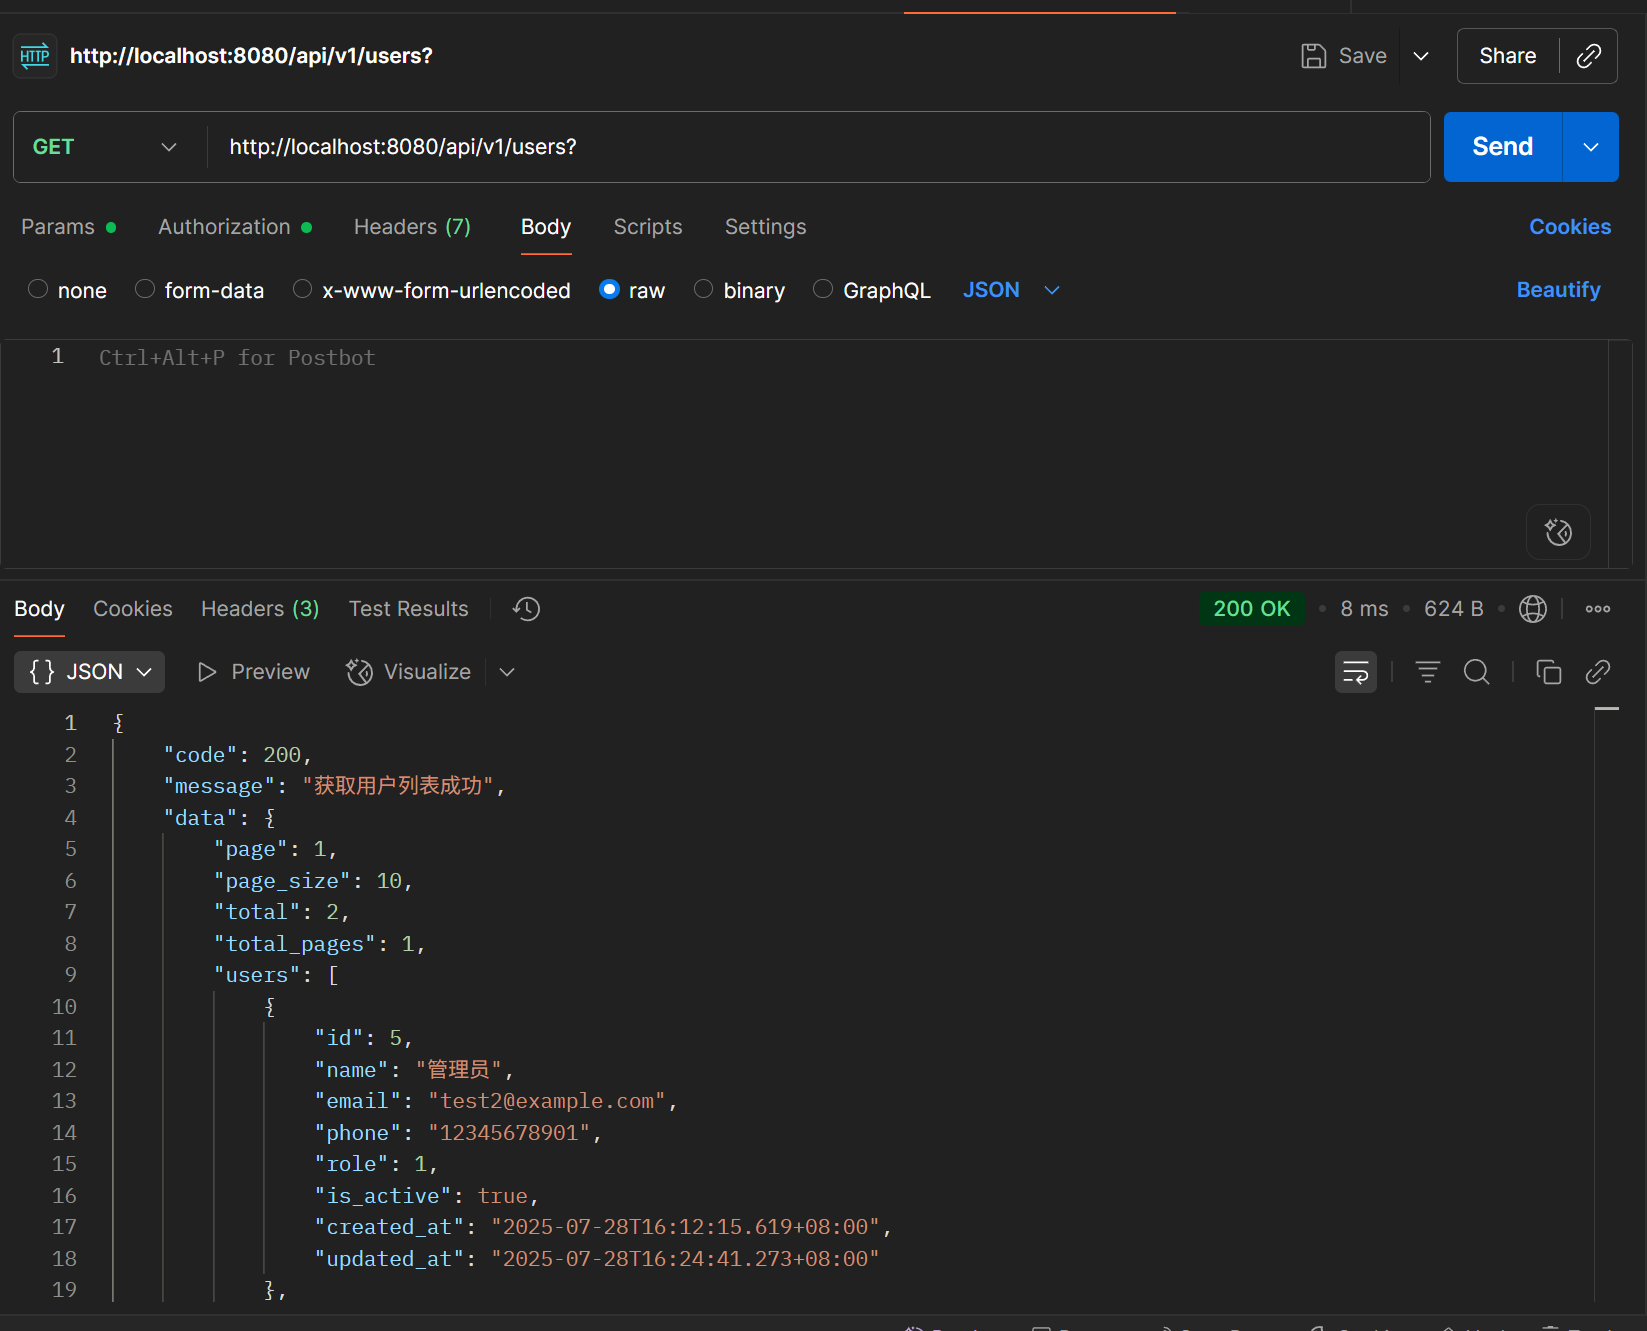 HTTP http://localhost:8080/api/v1/users? Save Share
GET http://localhost:8080/api/v1/users? Send
Params Authorization Headers (7) Body Scripts Settings Cookies
none form-data x-www-form-urlencoded raw binary GraphQL JSON Beautify
1 Ctrl+Alt+P for Postbot
Body Cookies Headers (3) Test Results 200 OK • 8 ms • 624 B •
{} JSON Preview Visualize
1 {
2 "code": 200,
3 "message": "获取用户列表成功",
4 "data": {
5 "page": 1,
6 "page_size": 10,
7 "total": 2,
8 "total_pages": 1,
9 "users": [
10 {
11 "id": 5,
12 "name": "管理员",
13 "email": "test2@example.com",
14 "phone": "12345678901",
15 "role": 1,
16 "is_active": true,
17 "created_at": "2025-07-28T16:12:15.619+08:00",
18 "updated_at": "2025-07-28T16:24:41.273+08:00"
19 },